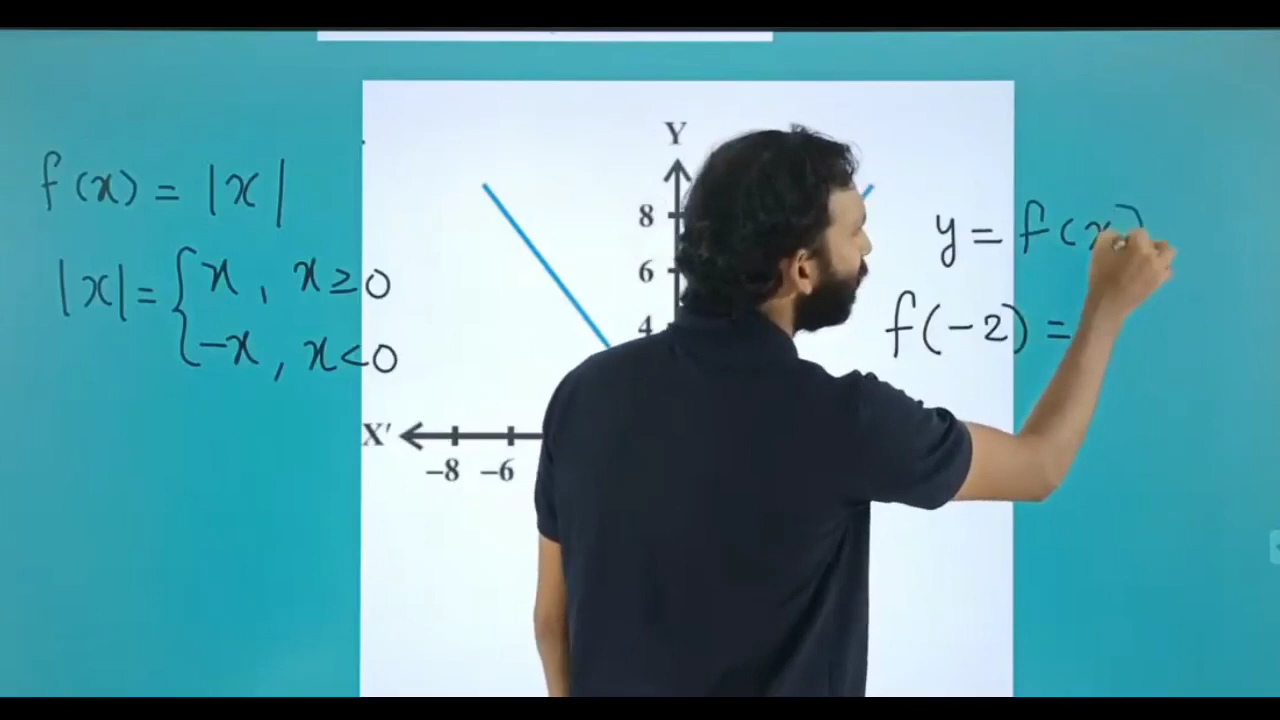 f(x) = |x|
|x| = { x , x ≥ 0
-x , x < 0
Y
8
6
4
X′
–8 –6
y = f(x)
f(-2) =